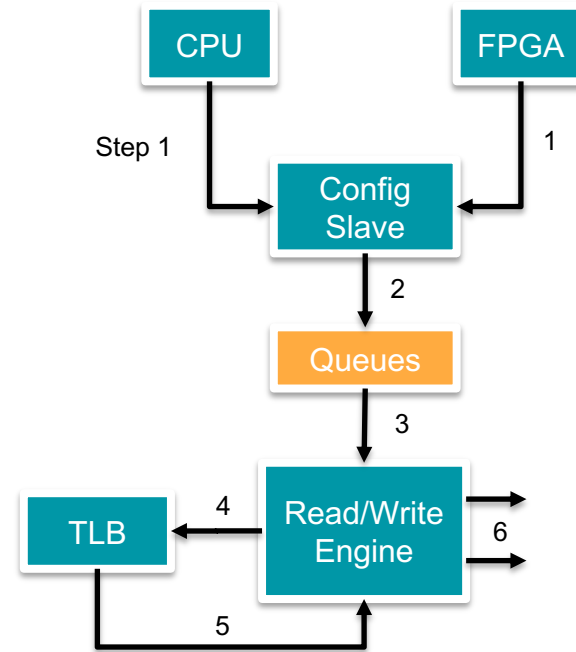 CPU
FPGA
Step 1
1
Config
Slave
2
Queues
3
TLB
4
Read/Write
Engine
6
5